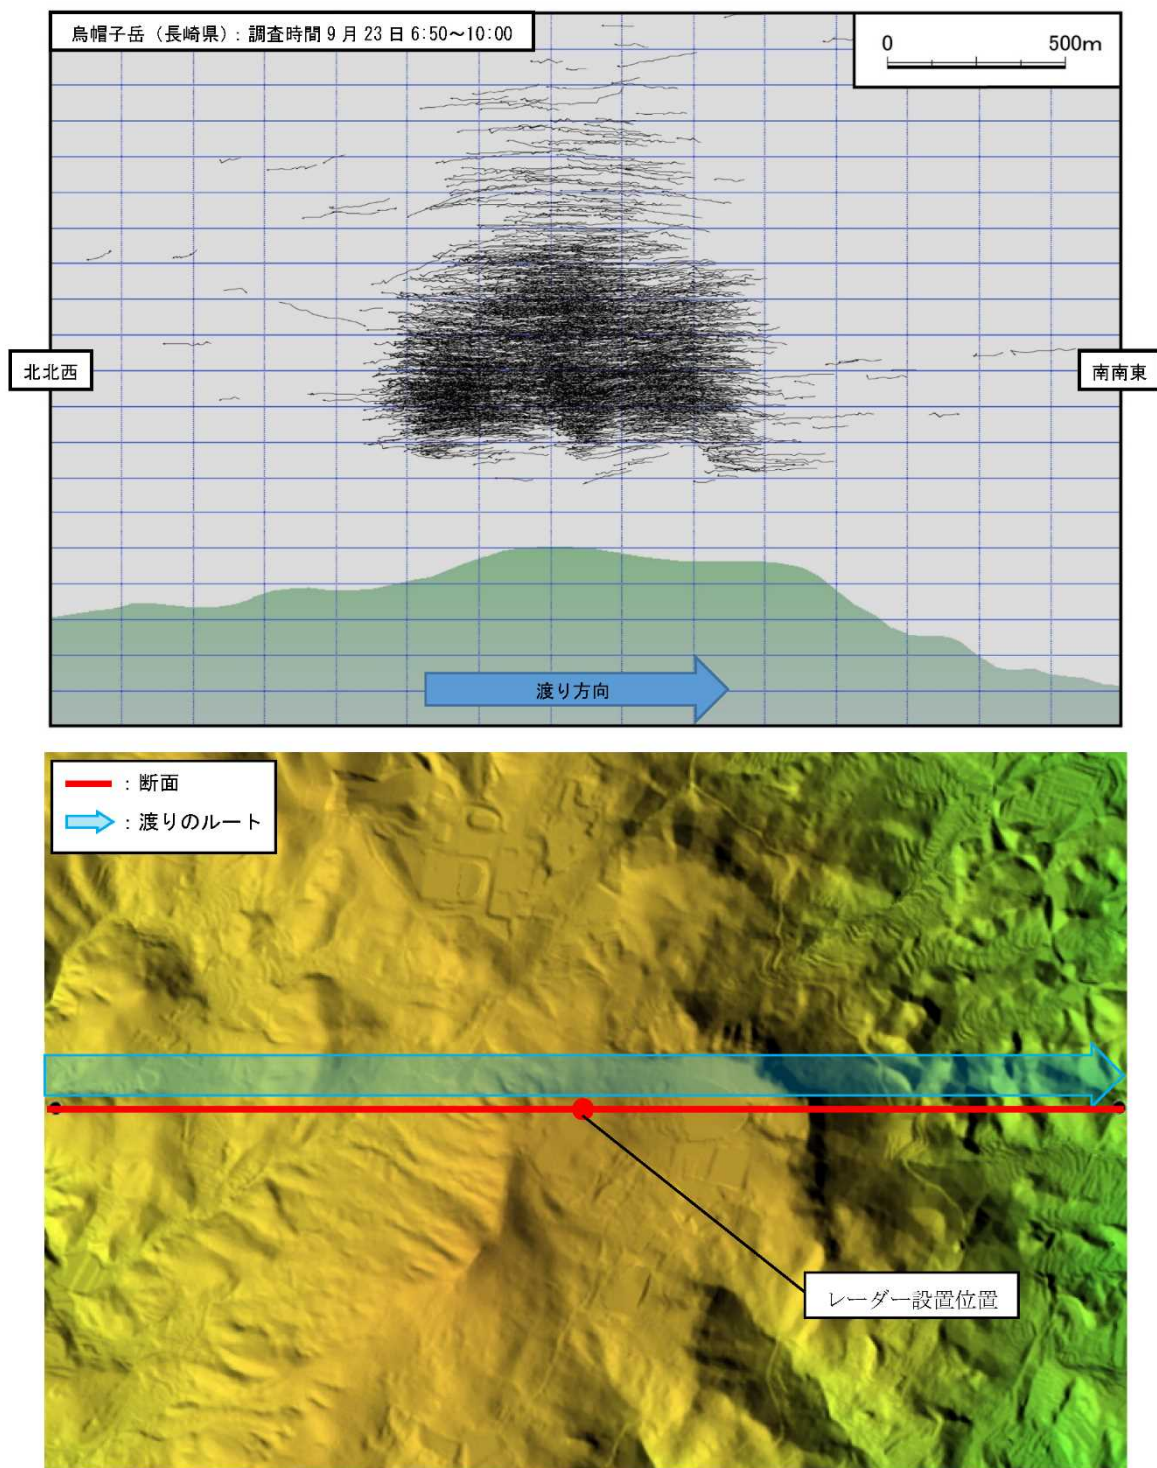 烏帽子岳（長崎県）：調査時間9月23日6:50～10:00
0 500m
北北西
南南東
渡り方向
：断面
：渡りのルート
レーダー設置位置